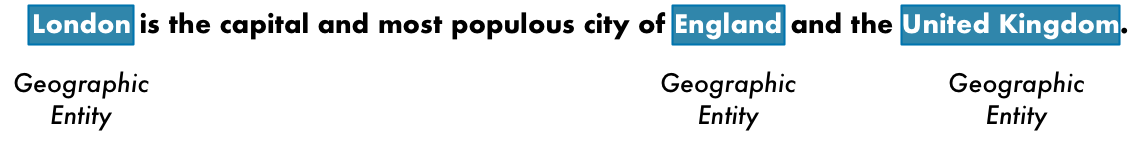 London is the capital and most populous city of England and the United Kingdom.
Geographic Geographic Geographic
Entity Entity Entity